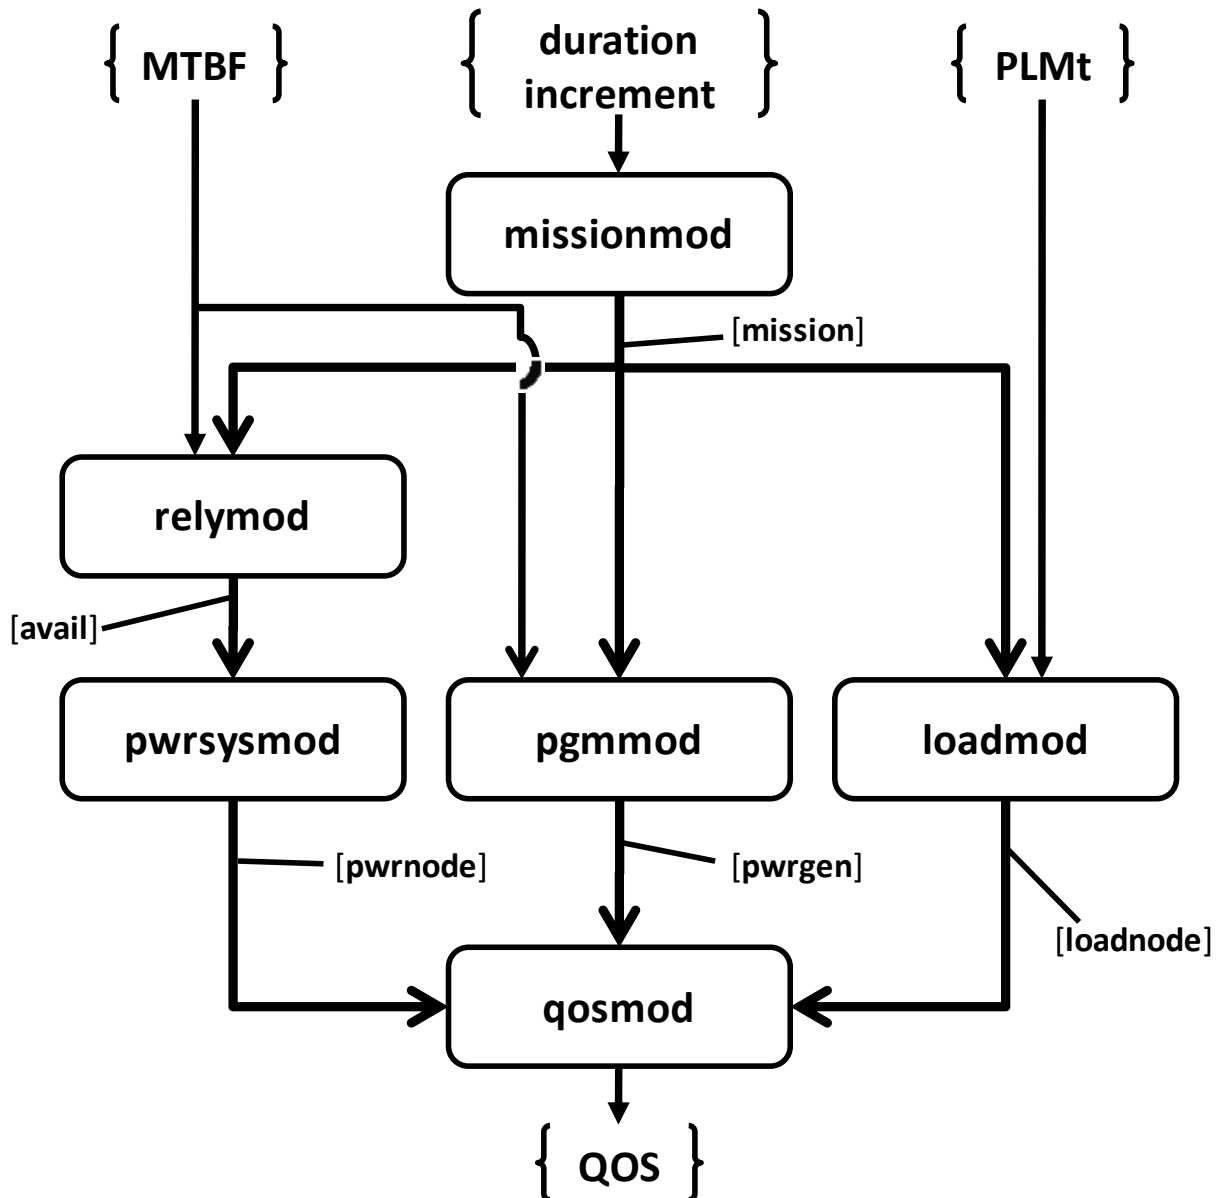 { MTBF }
{ duration
increment }
{ PLMt }
missionmod
[mission]
relymod
[avail]
pwrsysmod
pgmmod
loadmod
[pwrnode]
[pwrgen]
[loadnode]
qosmod
{ QOS }